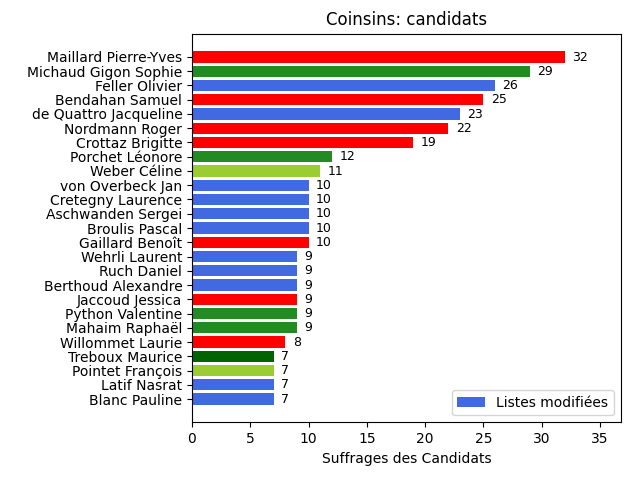 Coinsins: candidats
Maillard Pierre-Yves 32
Michaud Gigon Sophie 29
Feller Olivier 26
Bendahan Samuel 25
de Quattro Jacqueline 23
Nordmann Roger 22
Crottaz Brigitte 19
Porchet Léonore 12
Weber Céline 11
von Overbeck Jan 10
Cretegny Laurence 10
Aschwanden Sergei 10
Broulis Pascal 10
Gaillard Benoît 10
Wehrli Laurent 9
Ruch Daniel 9
Berthoud Alexandre 9
Jaccoud Jessica 9
Python Valentine 9
Mahaim Raphaël 9
Willommet Laurie 8
Treboux Maurice 7
Pointet François 7
Latif Nasrat 7
Blanc Pauline 7
Listes modifiées
0 5 10 15 20 25 30 35
Suffrages des Candidats